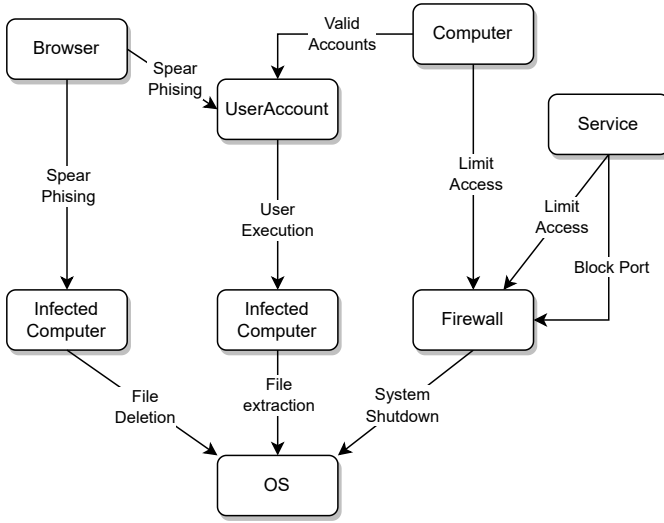 Browser
Valid
Accounts
Computer
Spear
Phising
UserAccount
Service
Spear
Phising
Limit
Access
User
Execution
Limit
Access
Block Port
Infected
Computer
Infected
Computer
Firewall
File
Deletion
File
extraction
System
Shutdown
OS